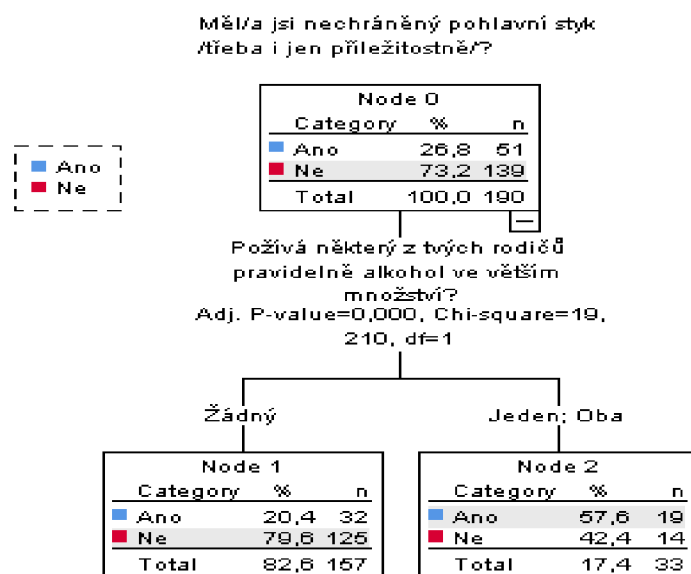 Měl/a jsi nechráněný pohlavní styk
/třeba i jen příležitostně/?
Node 0
Category % n
Ano 26,8 51
Ne 73,2 139
Total 100,0 190
Ano
Ne
Požívá některý z tvých rodičů
pravidelně alkohol ve větším
množství?
Adj. P-value=0,000, Chi-square=19,
210, df=1
Žádný
Jeden; Oba
Node 1
Category % n
Ano 20,4 32
Ne 79,6 125
Total 82,6 157
Node 2
Category % n
Ano 57,6 19
Ne 42,4 14
Total 17,4 33